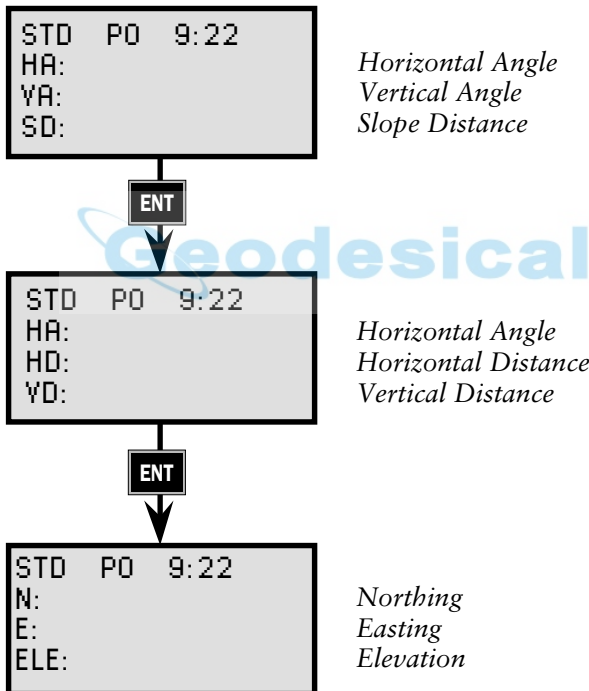 STD P0 9:22
HA:
VA:
SD:
Horizontal Angle
Vertical Angle
Slope Distance
ENT
Geodesical
STD P0 9:22
HA:
HD:
VD:
Horizontal Angle
Horizontal Distance
Vertical Distance
ENT
STD P0 9:22
N:
E:
ELE:
Northing
Easting
Elevation